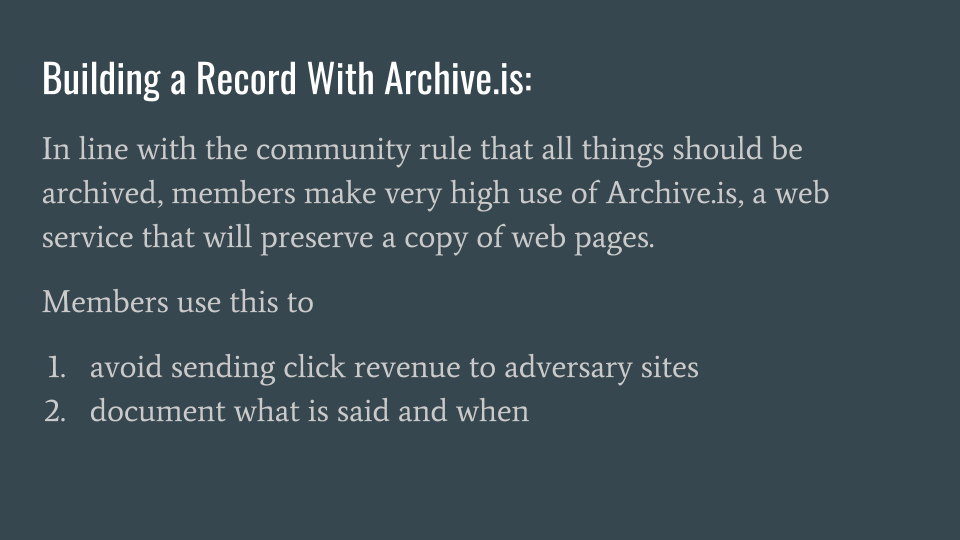 Building a Record With Archive.is:
In line with the community rule that all things should be
archived, members make very high use of Archive.is, a web
service that will preserve a copy of web pages.
Members use this to
1. avoid sending click revenue to adversary sites
2. document what is said and when